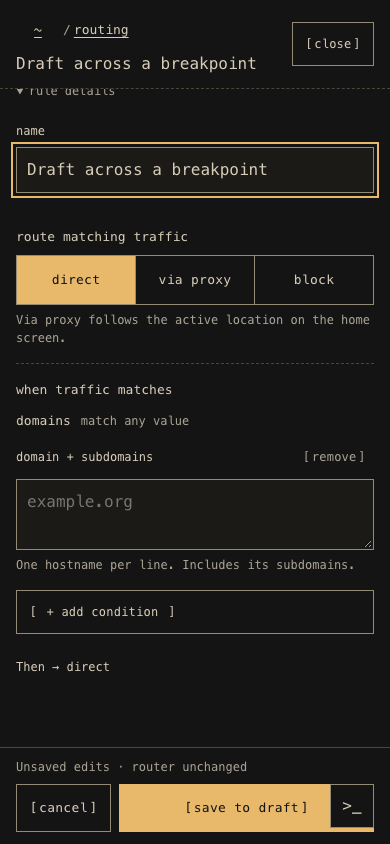 ~ / routing
[close]
Draft across a breakpoint
▼ rule details
name
Draft across a breakpoint
route matching traffic
direct
via proxy
block
Via proxy follows the active location on the home
screen.
when traffic matches
domains match any value
domain + subdomains
[remove]
example.org
One hostname per line. Includes its subdomains.
[ + add condition ]
Then → direct
Unsaved edits · router unchanged
[cancel]
[save to draft]
>_